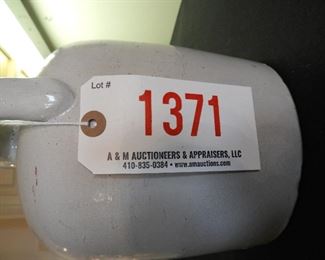 Lot #
1371
A & M AUCTIONEERS & APPRAISERS, LLC
410-835-0384 • www.amauctions.com